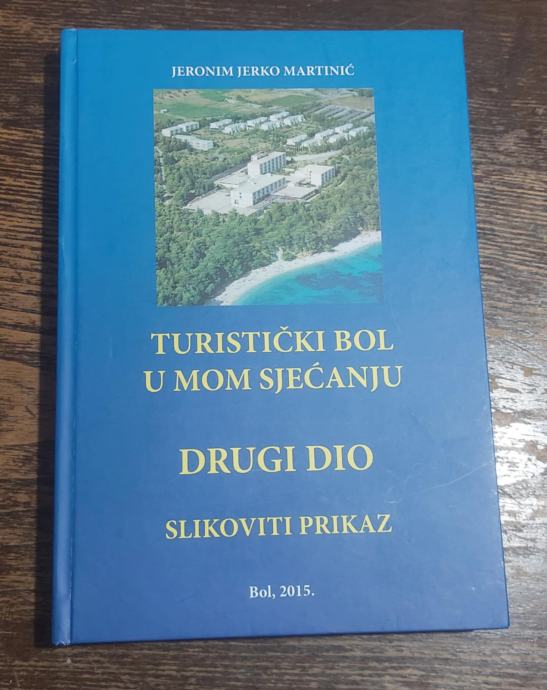 JERONIM JERKO MARTINIĆ
TURISTIČKI BOL
U MOM SJEĆANJU
DRUGI DIO
SLIKOVITI PRIKAZ
Bol, 2015.